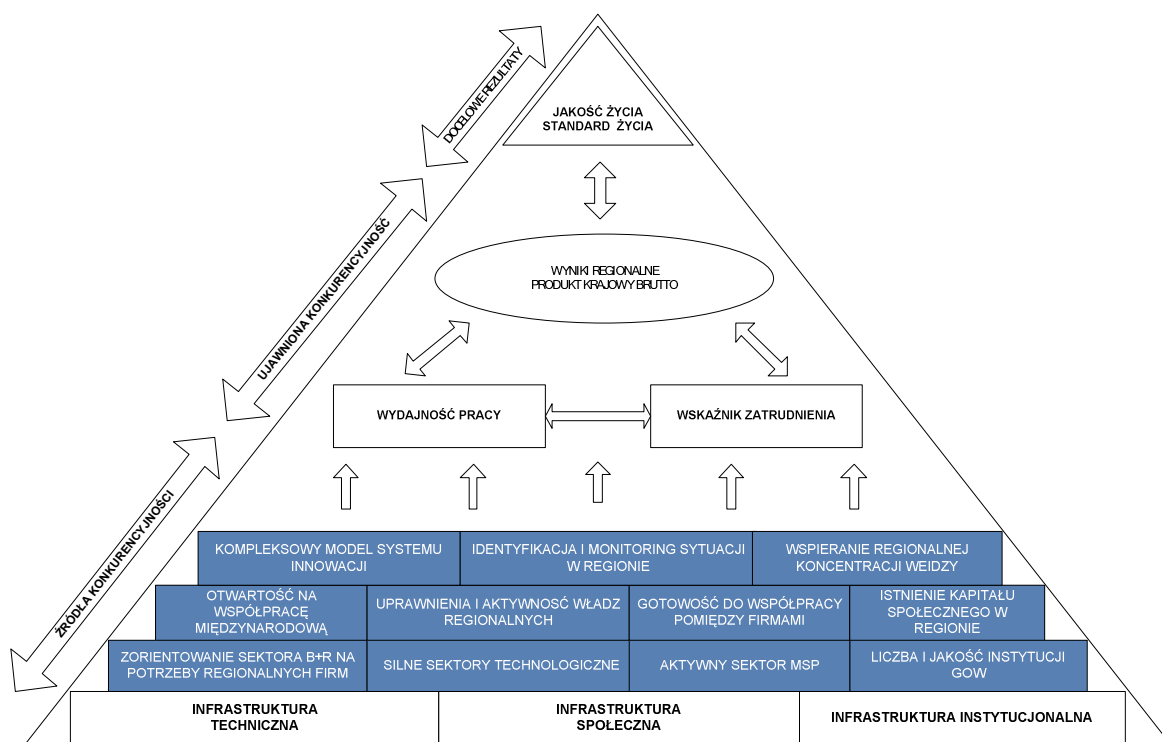 DOCELOWE REZULTATY
JAKOŚĆ ŻYCIA
STANDARD ŻYCIA
UJAWNIONA KONKURENCYJNOŚĆ
WYNIKI REGIONALNE
PRODUKT KRAJOWY BRUTTO
WYDAJNOŚĆ PRACY
WSKAŹNIK ZATRUDNIENIA
ŹRÓDŁA KONKURENCYJNOŚCI
KOMPLEKSOWY MODEL SYSTEMU
INNOWACJI
IDENTYFIKACJA I MONITORING SYTUACJI
W REGIONIE
WSPIERANIE REGIONALNEJ
KONCENTRACJI WEIDZY
OTWARTOŚĆ NA
WSPÓŁPRACĘ
MIĘDZYNARODOWĄ
UPRAWNIENIA I AKTYWNOŚĆ WŁADZ
REGIONALNYCH
GOTOWOŚĆ DO WSPÓŁPRACY
POMIĘDZY FIRMAMI
ISTNIENIE KAPITAŁU
SPOŁECZNEGO W
REGIONIE
ZORIENTOWANIE SEKTORA B+R NA
POTRZEBY REGIONALNYCH FIRM
SILNE SEKTORY TECHNOLOGICZNE
AKTYWNY SEKTOR MSP
LICZBA I JAKOŚĆ INSTYTUCJI
GOW
INFRASTRUKTURA
TECHNICZNA
INFRASTRUKTURA
SPOŁECZNA
INFRASTRUKTURA INSTYTUCJONALNA